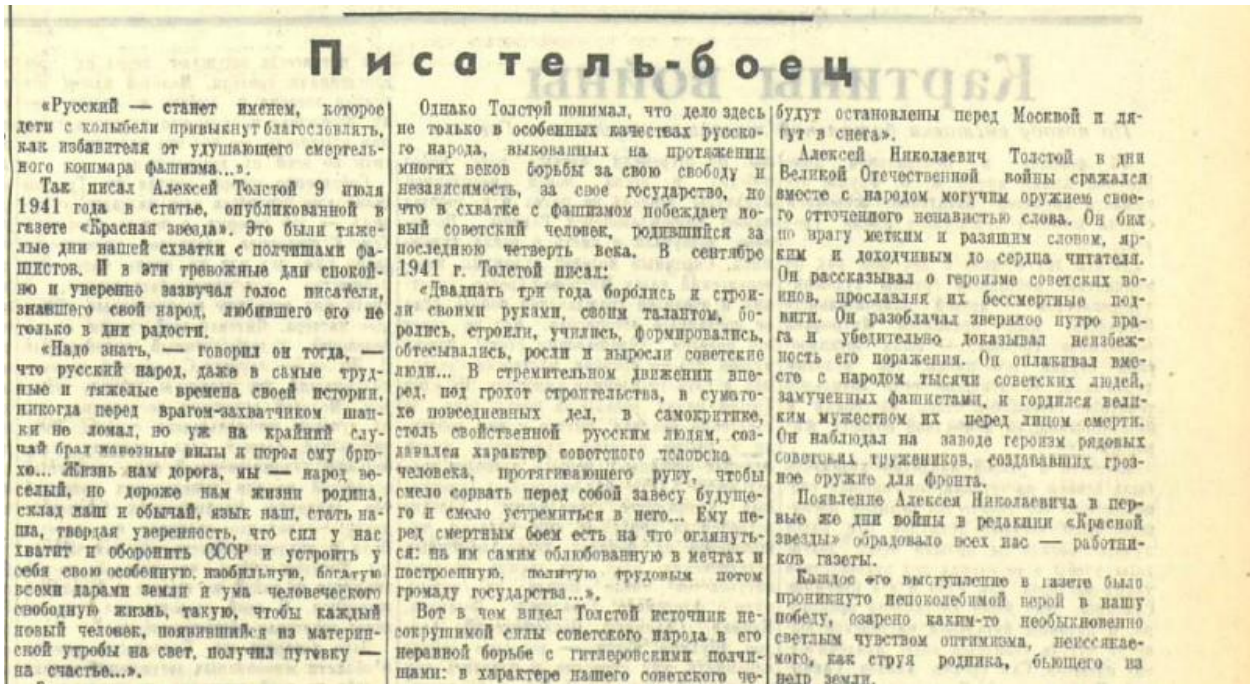 Писатель-боец
«Русский — станет именем, которое
дети с колыбели привыкнут благословлять,
как избавителя от удушающего смертель-
ного кошмара фашизма...».
Так писал Алексей Толстой 9 июля
1941 года в статье, опубликованной в
газете «Красная звезда». Это были тяже-
лые дни нашей схватки с полчищами фа-
шистов. И в эти тревожные дни спокой-
но и уверенно зазвучал голос писателя,
знавшего свой народ, любившего его не
только в дни радости.
«Надо знать, — говорил он тогда, —
что русский народ, даже в самые труд-
ные и тяжелые времена своей истории,
никогда перед врагом-захватчиком шап-
ки не ломал, но уж на крайний слу-
чай брал навозные вилы и порол ему брю-
хо... Жизнь нам дорога, мы — народ ве-
селый, но дороже нам жизни родина,
склад наш и обычай, язык наш, стать на-
ша, твердая уверенность, что сил у нас
хватит и оборонить СССР и устроить у
себя свою особенную, изобильную, богатую
всеми дарами земли и ума человеческого
свободную жизнь, такую, чтобы каждый
новый человек, появившийся из материн-
ской утробы на свет, получил путевку —
на счастье...».
Однако Толстой понимал, что дело здесь
не только в особенных качествах русско-
го народа, выкованных на протяжении
многих веков борьбы за свою свободу и
независимость, за свое государство, но
что в схватке с фашизмом побеждает но-
вый советский человек, родившийся за
последнюю четверть века. В сентябре
1941 г. Толстой писал:
«Двадцать три года боролись и строи-
ли своими руками, своим талантом, бо-
ролись, строили, учились, формировались,
обтесывались, росли и выросли советские
люди... В стремительном движении впе-
ред, под грохот строительства, в сумато-
хе повседневных дел, в самокритике,
столь свойственной русским людям, соз-
давался характер советского человека —
человека, протягивающего руку, чтобы
смело сорвать перед собой завесу будуще-
го и смело устремиться в него... Ему пе-
ред смертным боем есть на что оглянуть-
ся: на им самим облюбованную в мечтах и
построенную, политую трудовым потом
громаду государства...».
Вот в чем видел Толстой источник не-
сокрушимой силы советского народа в его
неравной борьбе с гитлеровскими полчи-
щами: в характере нашего советского че-
будут остановлены перед Москвой и ля-
гут в снега».
Алексей Николаевич Толстой в дни
Великой Отечественной войны сражался
вместе с народом могучим оружием свое-
го отточенного ненавистью слова. Он бил
по врагу метким и разящим словом, яр-
ким и доходчивым до сердца читателя.
Он рассказывал о героизме советских во-
инов, прославляя их бессмертные под-
виги. Он разоблачал звериное нутро вра-
га и убедительно доказывал неизбеж-
ность его поражения. Он оплакивал вме-
сте с народом тысячи советских людей,
замученных фашистами, и гордился вели-
ким мужеством их перед лицом смерти.
Он наблюдал на заводе героизм рядовых
советских тружеников, создававших гроз-
ное оружие для фронта.
Появление Алексея Николаевича в пер-
вые же дни войны в редакции «Красной
звезды» обрадовало всех нас — работни-
ков газеты.
Каждое его выступление в газете было
проникнуто непоколебимой верой в нашу
победу, озарено каким-то необыкновенно
светлым чувством оптимизма, неиссякае-
мого, как струя родника, бьющего из
недр земли.